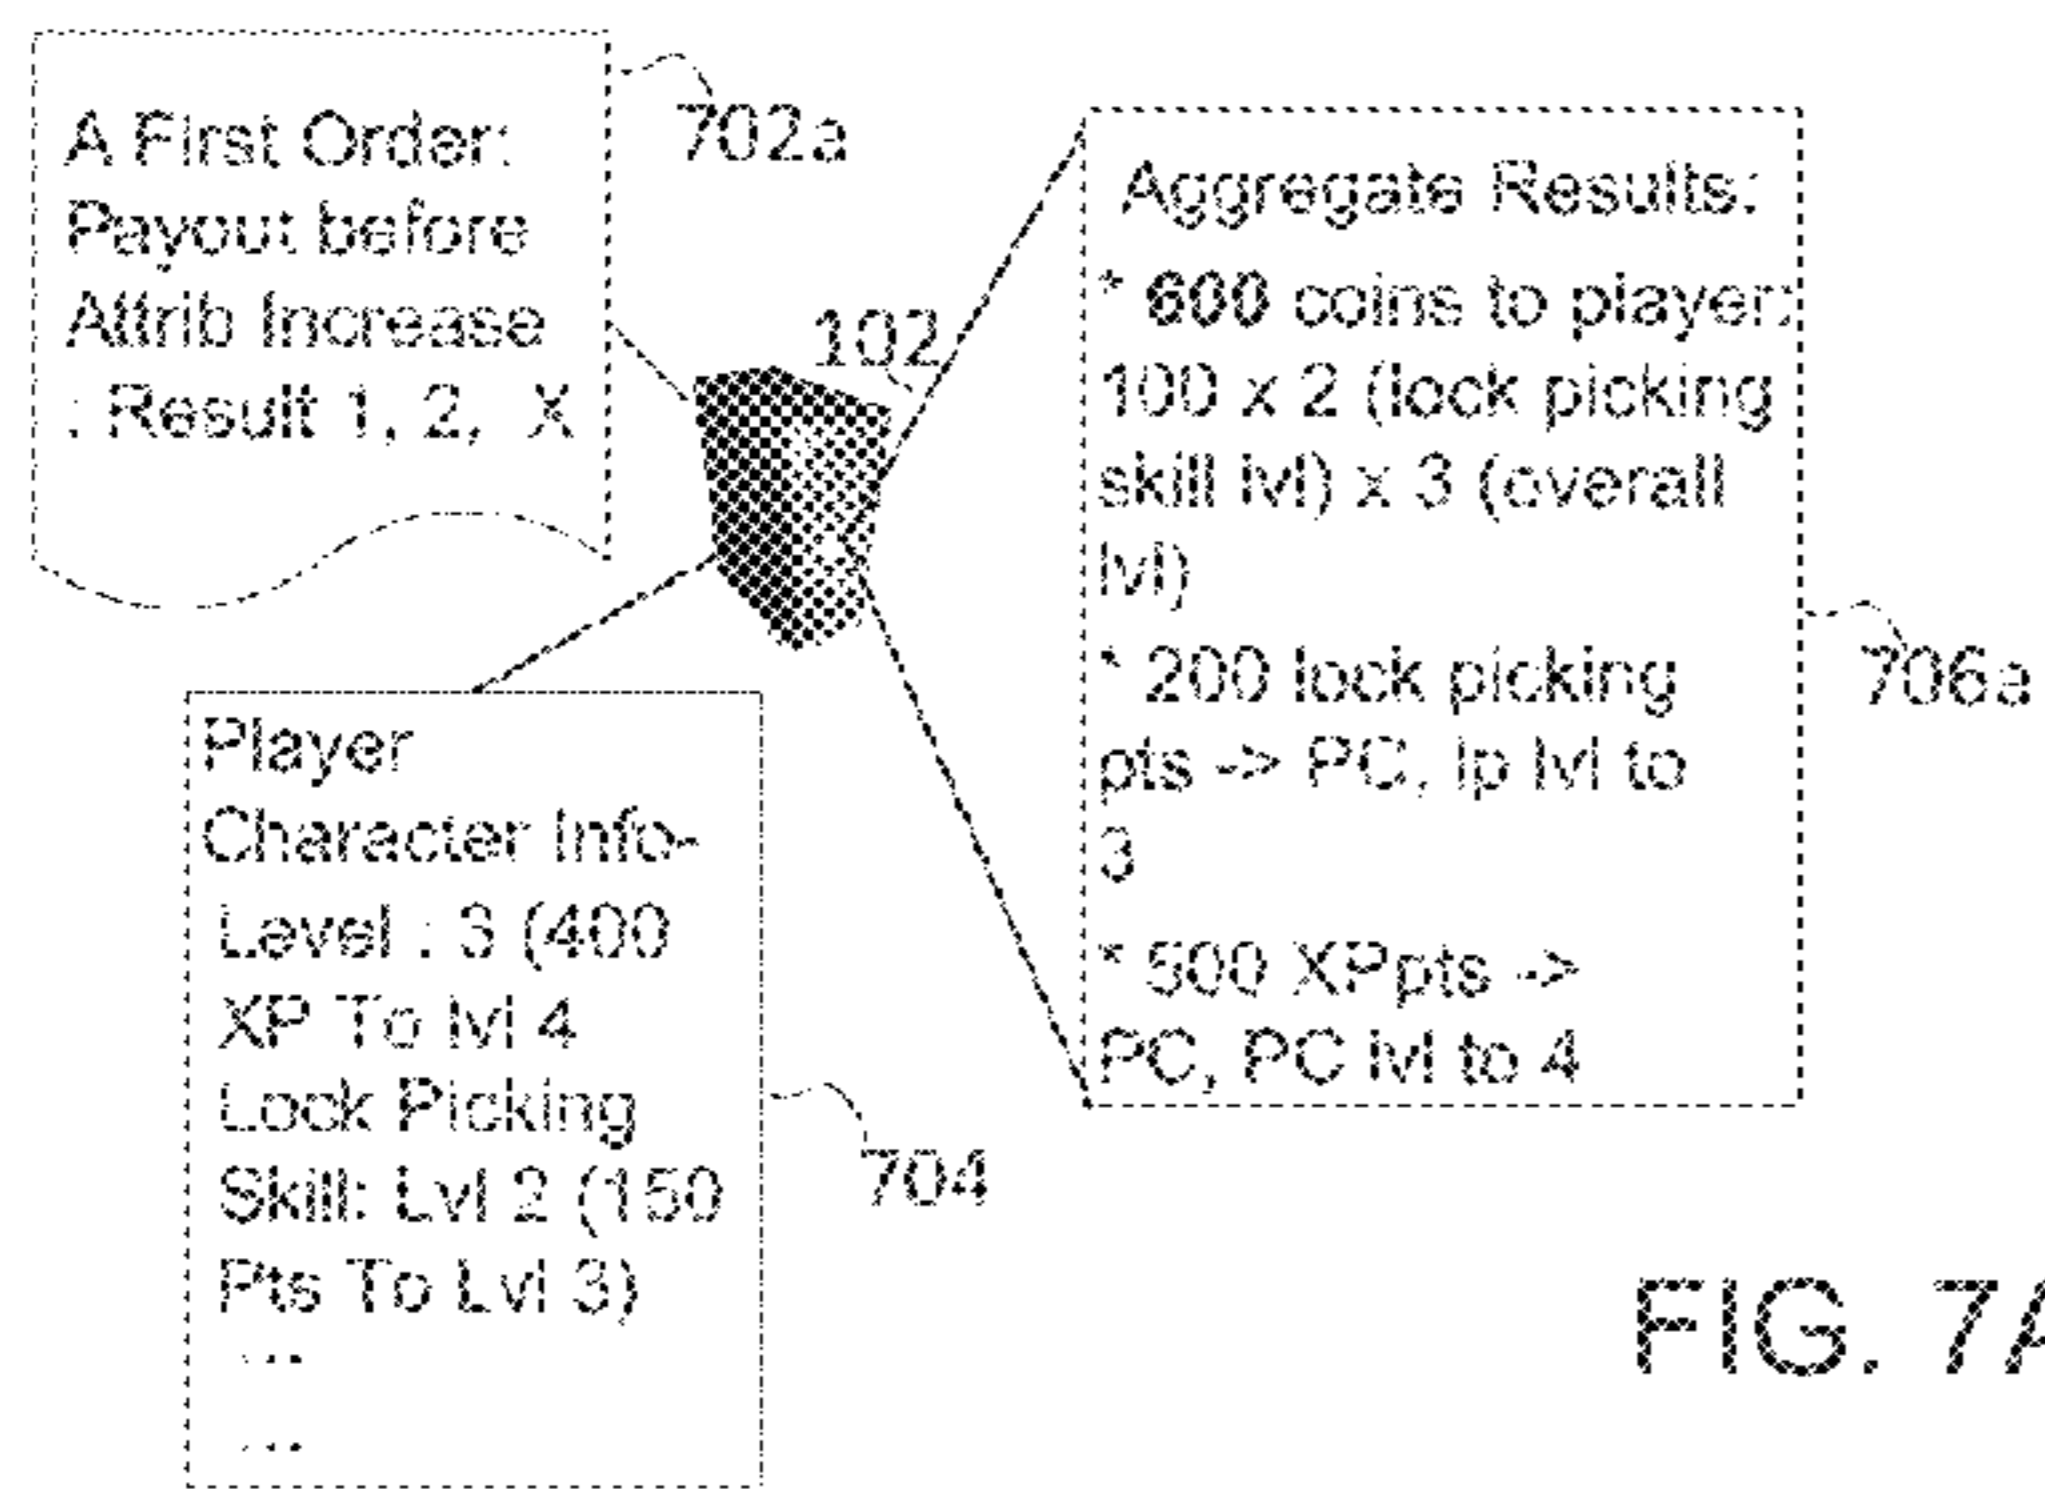 A First Order:
Payout before
Attrib Increase
: Result 1, 2, X
702a
102
Aggregate Results:
* 600 coins to player:
100 x 2 (lock picking
skill lvl) x 3 (overall
lvl)
* 200 lock picking
pts -> PC, lp lvl to
3
* 500 XPpts ->
PC, PC lvl to 4
706a
Player
Character Info-
Level : 3 (400
XP To lvl 4
Lock Picking
Skill: Lvl 2 (150
Pts To Lvl 3)
...
...
704
FIG. 7A